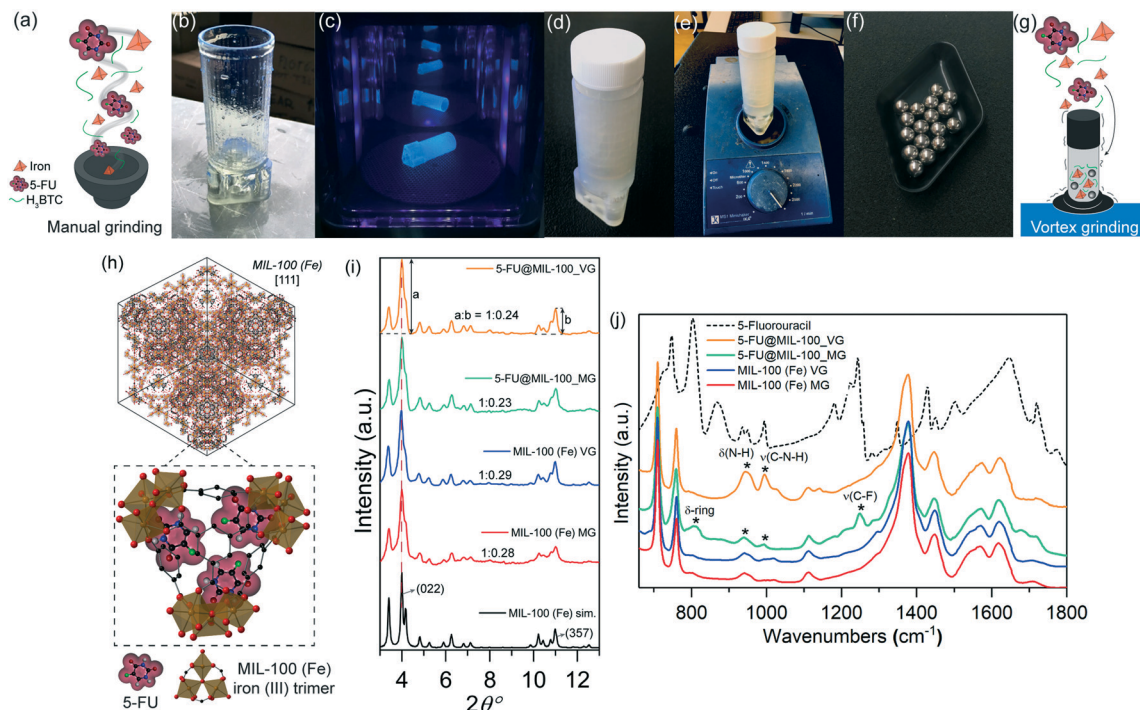 (a)
Iron
5-FU
H₃BTC
Manual grinding
(b)
(c)
(d)
(e)
(f)
(g)
Vortex grinding
(h)
MIL-100 (Fe)
[111]
5-FU
MIL-100 (Fe)
iron (III) trimer
(i)
Intensity (a.u.)
5-FU@MIL-100_VG
a
a:b = 1:0.24
b
5-FU@MIL-100_MG
1:0.23
MIL-100 (Fe) VG
1:0.29
MIL-100 (Fe) MG
1:0.28
(022)
MIL-100 (Fe) sim.
(357)
4 6 8 10 12
2θ°
(j)
Intensity (a.u.)
5-Fluorouracil
5-FU@MIL-100_VG
5-FU@MIL-100_MG
MIL-100 (Fe) VG
MIL-100 (Fe) MG
δ(N-H)
ν(C-N-H)
* *
ν(C-F)
δ-ring
* * * *
800 1000 1200 1400 1600 1800
Wavenumbers (cm⁻¹)